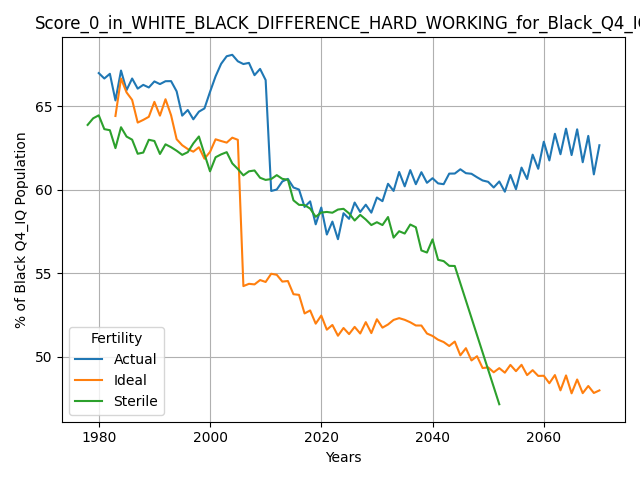 Score_0_in_WHITE_BLACK_DIFFERENCE_HARD_WORKING_for_Black_Q4_IQ
% of Black Q4_IQ Population
65
60
55
50
Fertility
Actual
Ideal
Sterile
1980
2000
2020
2040
2060
Years